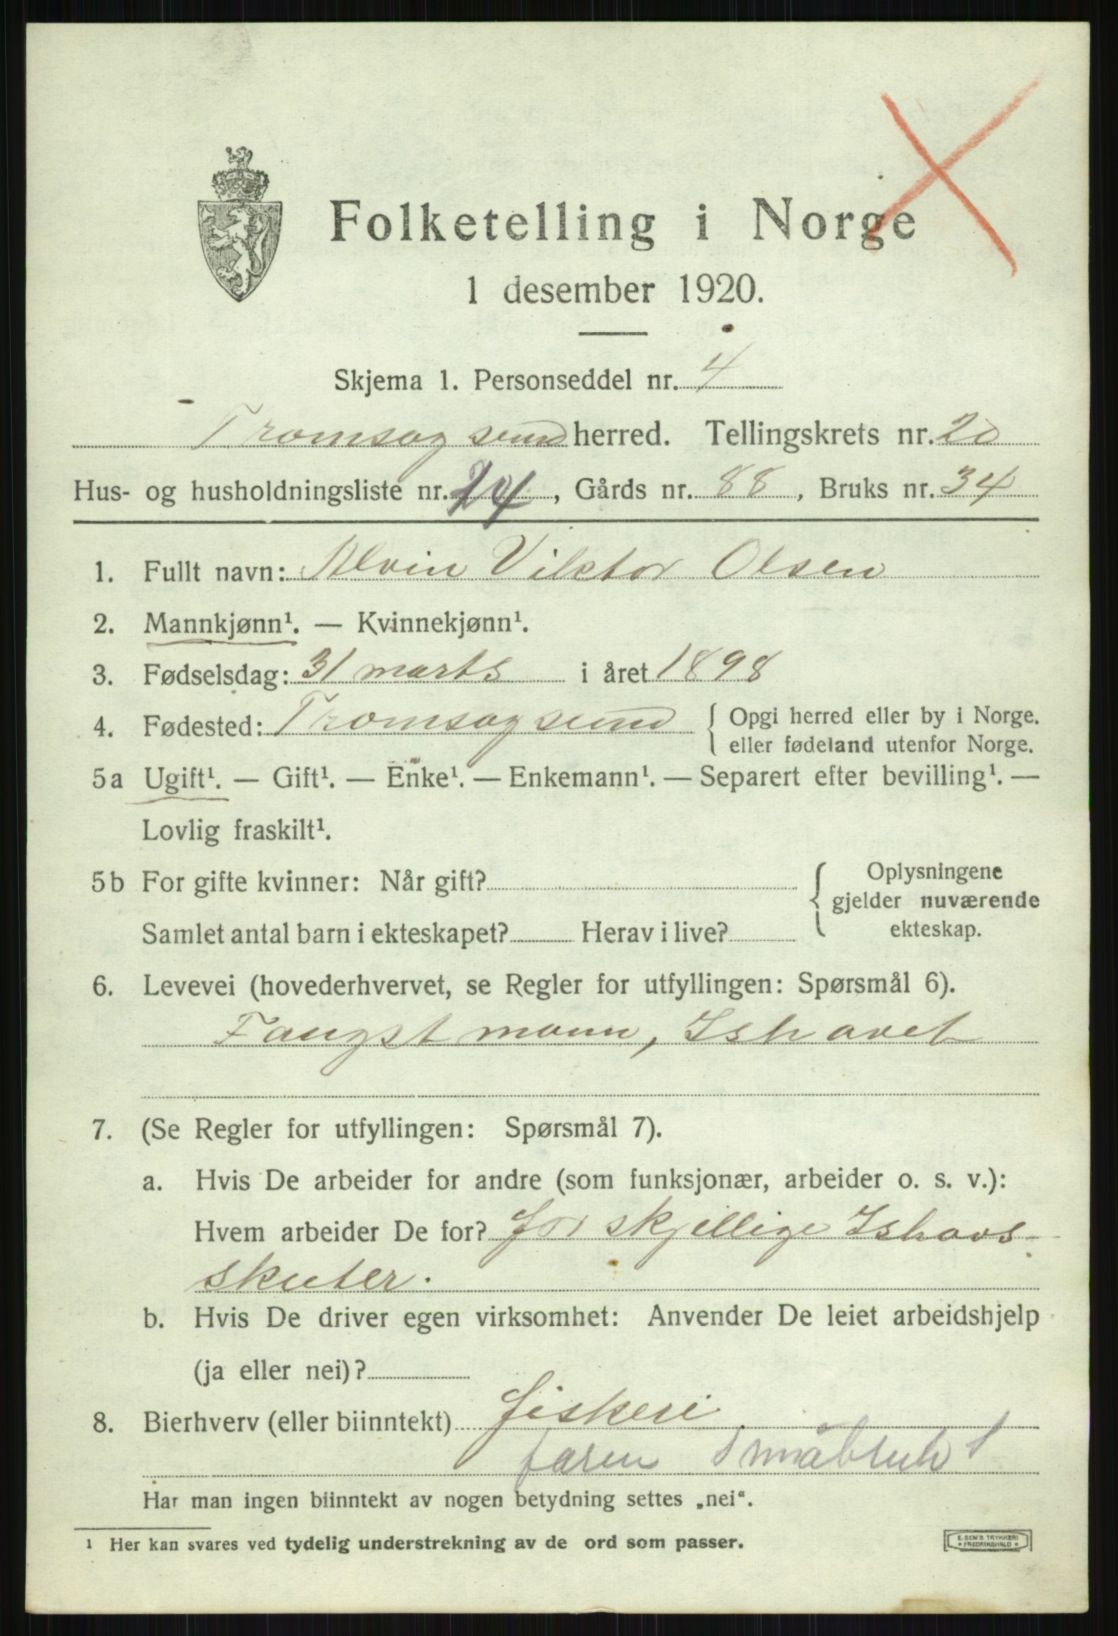 Folketelling i Norge
1 desember 1920.
Skjema 1. Personseddel nr. 4
Tromsøysund herred. Tellingskrets nr. 20
Hus- og husholdningsliste nr. 24, Gårds nr. 88, Bruks nr. 34
1. Fullt navn: Alvin Viktor Olsen
2. Mannkjønn¹. — Kvinnekjønn¹.
3. Fødselsdag: 31 marts i året 1898
4. Fødested: Tromsøysund { Opgi herred eller by i Norge.
eller fødeland utenfor Norge.
5a Ugift¹. — Gift¹. — Enke¹. — Enkemann¹. — Separert efter bevilling¹. —
Lovlig fraskilt¹.
5b For gifte kvinner: Når gift?
Samlet antal barn i ekteskapet? Herav i live?
{ Oplysningene
gjelder nuværende
ekteskap.
6. Levevei (hovederhvervet, se Regler for utfyllingen: Spørsmål 6).
Fangstmann, Ishavet
7. (Se Regler for utfyllingen: Spørsmål 7).
a. Hvis De arbeider for andre (som funksjonær, arbeider o. s. v.):
Hvem arbeider De for? forskjellige Ishavs-
skuter.
b. Hvis De driver egen virksomhet: Anvender De leiet arbeidshjelp
(ja eller nei)?
8. Bierhverv (eller biinntekt) fiskeri
faren Småbruk
Har man ingen biinntekt av nogen betydning settes „nei“.
¹ Her kan svares ved tydelig understrekning av de ord som passer.
E. SEM'S TRYKKERI
FREDRIKSHALD